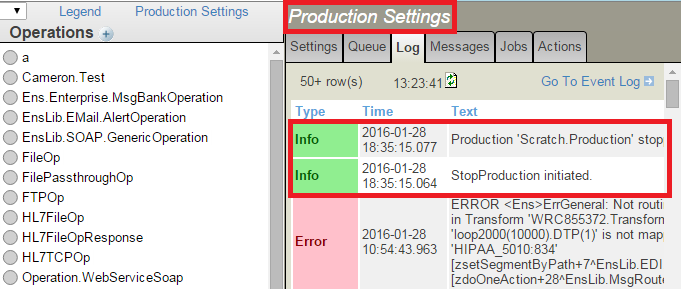 Legend Production Settings
Operations
a
Cameron.Test
Ens.Enterprise.MsgBankOperation
EnsLib.EMail.AlertOperation
EnsLib.SOAP.GenericOperation
FileOp
FilePassthroughOp
FTPOp
HL7FileOp
HL7FileOpResponse
HL7TCPOp
Operation.WebServiceSoap
Production Settings
Settings Queue Log Messages Jobs Actions
50+ row(s) 13:23:41 Go To Event Log
Type Time Text
Info 2016-01-28 18:35:15.077 Production 'Scratch.Production' stop
Info 2016-01-28 18:35:15.064 StopProduction initiated.
Error 2016-01-28 10:54:43.963
ERROR <Ens>ErrGeneral: Not routi
in Transform 'WRC855372.Transform
'loop2000(10000).DTP(1)' is not map
'HIPAA_5010:834'
[zsetSegmentByPath+7^EnsLib.EDI
[zdoOneAction+28^EnsLib.MsgRoute